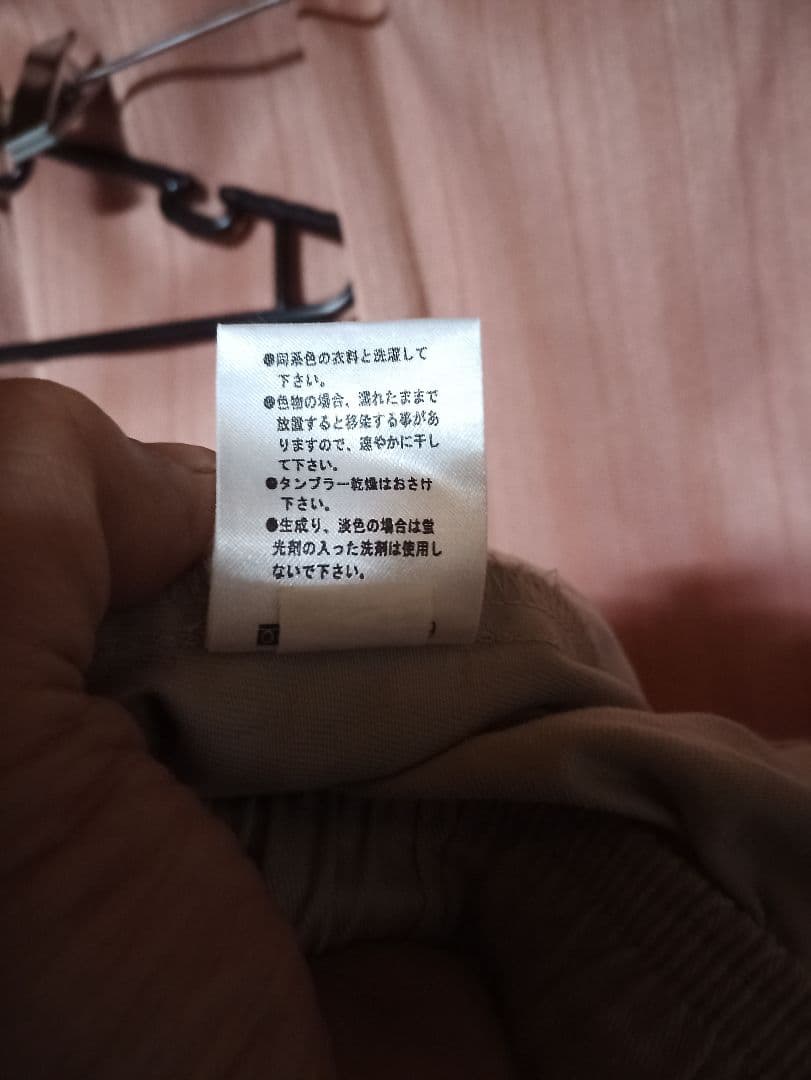 ●同系色の衣料と洗濯して
下さい。
●色物の場合、濡れたままで
放置すると移染する事があ
りますので、速やかに干し
て下さい。
●タンブラー乾燥はおさけ
下さい。
●生成り、淡色の場合は蛍
光剤の入った洗剤は使用し
ないで下さい。